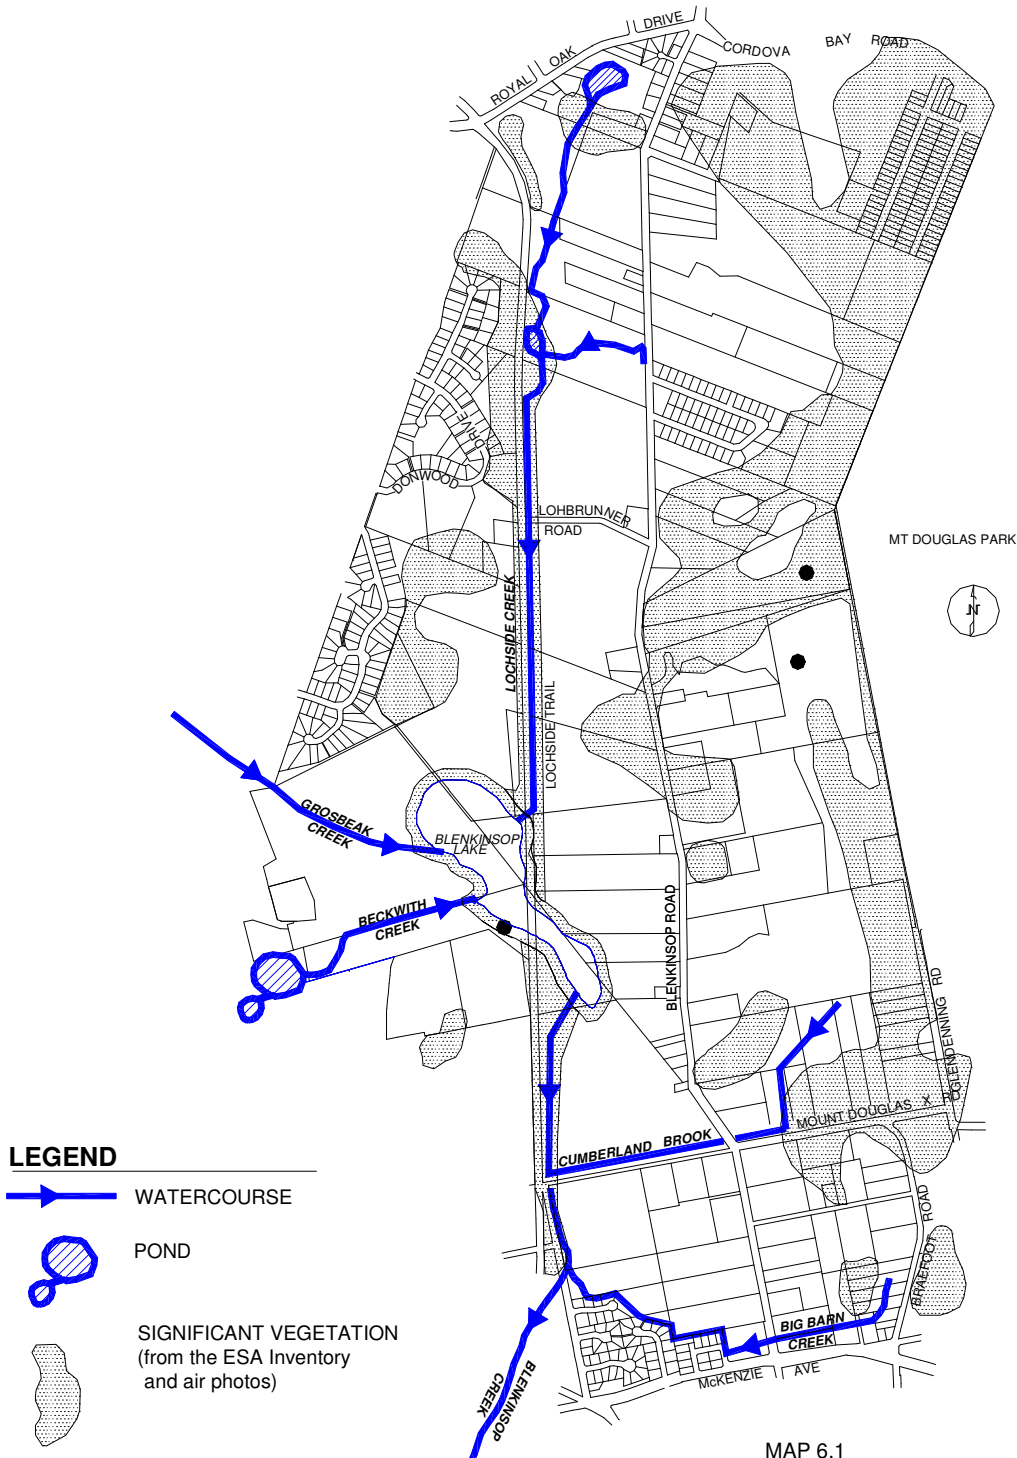 ROYAL OAK DRIVE
CORDOVA BAY ROAD
DONWOOD DRIVE
LOHBRUNNER
ROAD
MT DOUGLAS PARK
N
LOCHSIDE CREEK
LOCHSIDE TRAIL
GROSBEAK
CREEK
BLENKINSOP
LAKE
BECKWITH
CREEK
BLENKINSOP ROAD
GLENDENNING RD
MOUNT DOUGLAS X RD
CUMBERLAND BROOK
BRAEFOOT ROAD
BIG BARN
CREEK
McKENZIE AVE
BLENKINSOP
CREEK
LEGEND
WATERCOURSE
POND
SIGNIFICANT VEGETATION
(from the ESA Inventory
and air photos)
MAP 6.1